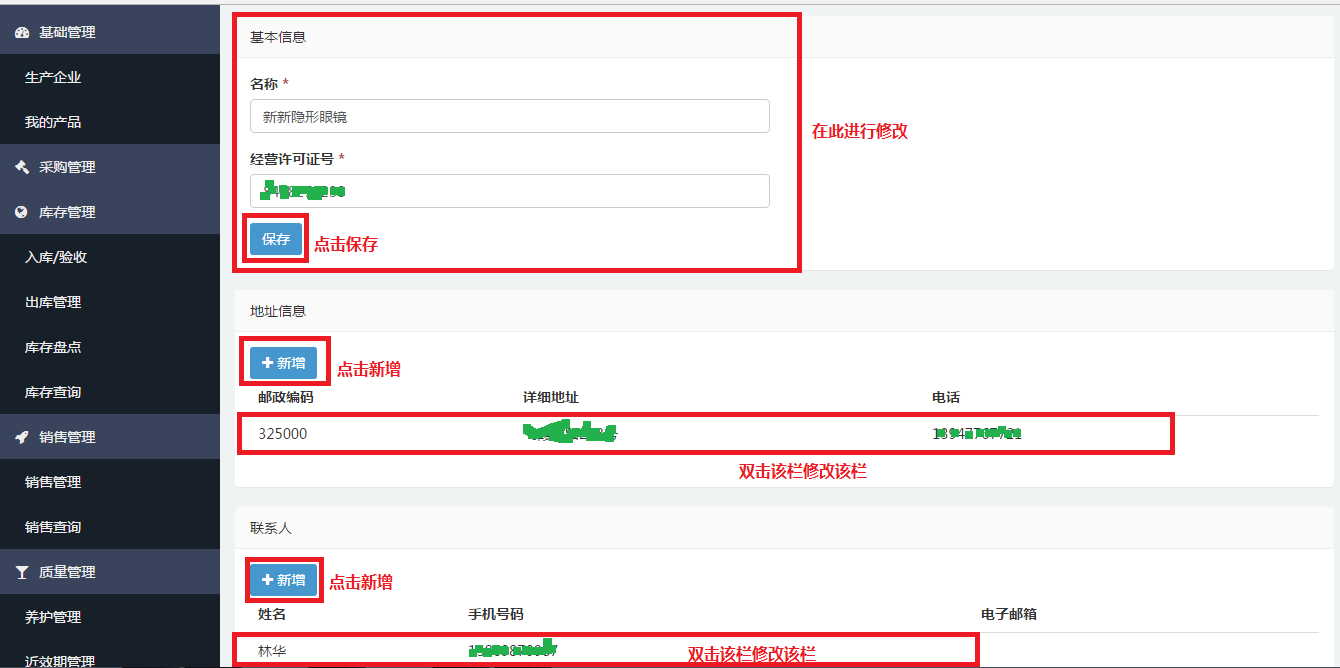 基础管理
生产企业
我的产品
采购管理
库存管理
入库/验收
出库管理
库存盘点
库存查询
销售管理
销售管理
销售查询
质量管理
养护管理
近效期管理
基本信息
名称 *
新新隐形眼镜
在此进行修改
经营许可证号 *
保存 点击保存
地址信息
新增 点击新增
邮政编码 详细地址 电话
325000
双击该栏修改该栏
联系人
新增 点击新增
姓名 手机号码 电子邮箱
林华 双击该栏修改该栏